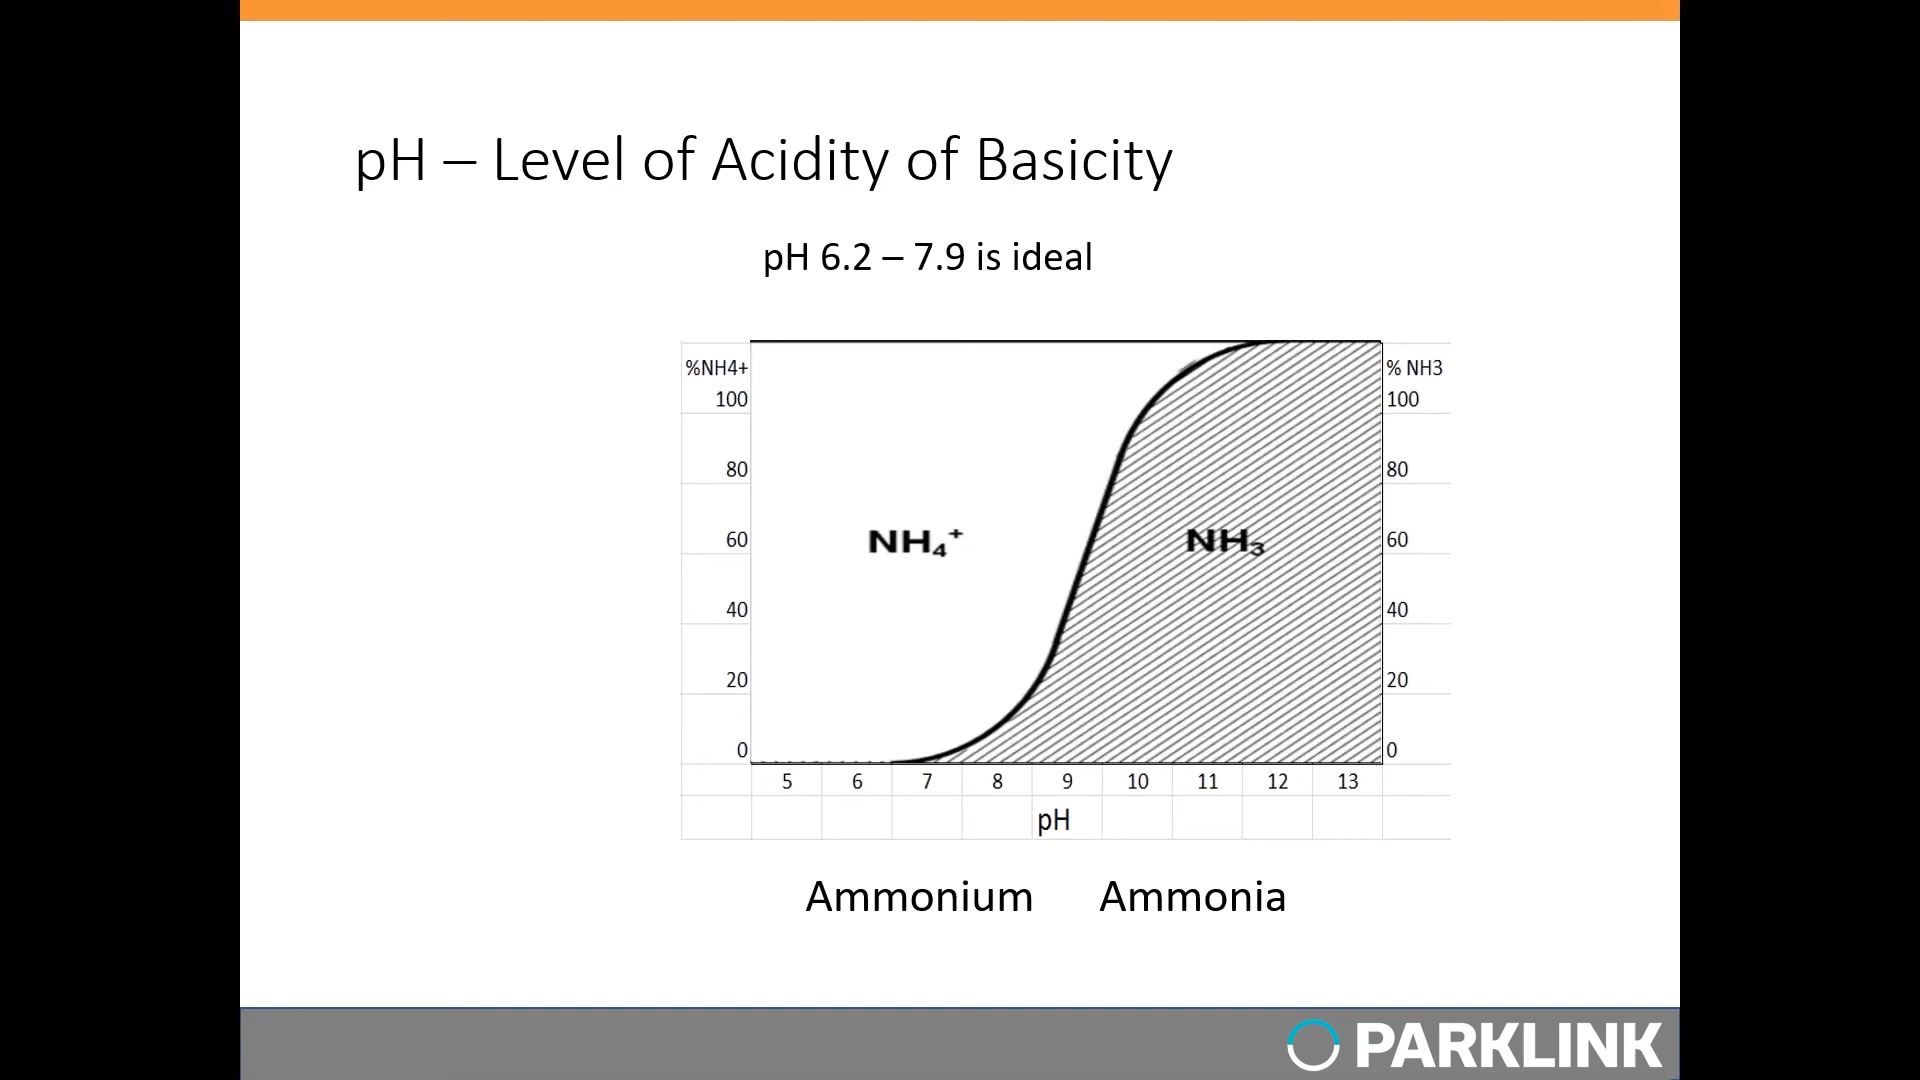 pH – Level of Acidity of Basicity
pH 6.2 – 7.9 is ideal
%NH4+ % NH3
100 100
80 80
NH₄⁺ NH₃
60 60
40 40
20 20
0 0
5 6 7 8 9 10 11 12 13
pH
Ammonium Ammonia
PARKLINK